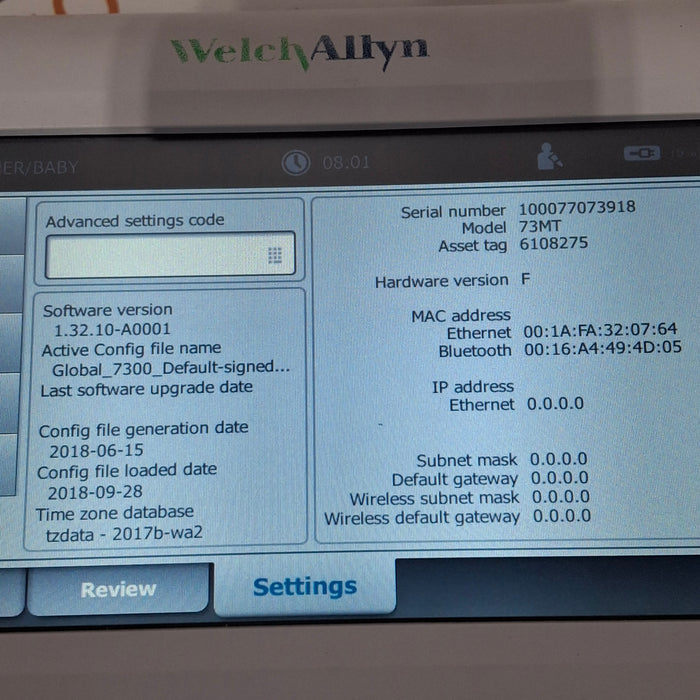 WelchAllyn
ER/BABY
08:01
Advanced settings code
Software version
1.32.10-A0001
Active Config file name
Global_7300_Default-signed...
Last software upgrade date
Config file generation date
2018-06-15
Config file loaded date
2018-09-28
Time zone database
tzdata - 2017b-wa2
Serial number 100077073918
Model 73MT
Asset tag 6108275
Hardware version F
MAC address
Ethernet 00:1A:FA:32:07:64
Bluetooth 00:16:A4:49:4D:05
IP address
Ethernet 0.0.0.0
Subnet mask 0.0.0.0
Default gateway 0.0.0.0
Wireless subnet mask 0.0.0.0
Wireless default gateway 0.0.0.0
Review
Settings